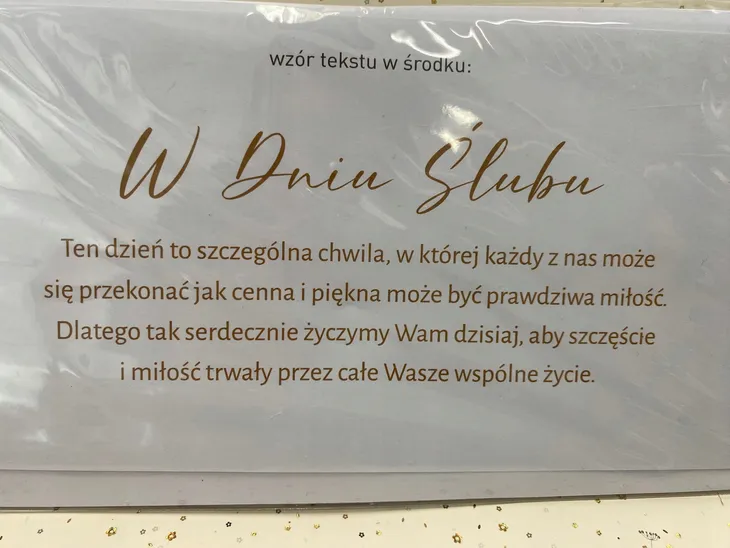 wzór tekstu w środku:
W Dniu Ślubu
Ten dzień to szczególna chwila, w której każdy z nas może
się przekonać jak cenna i piękna może być prawdziwa miłość.
Dlatego tak serdecznie życzymy Wam dzisiaj, aby szczęście
i miłość trwały przez całe Wasze wspólne życie.